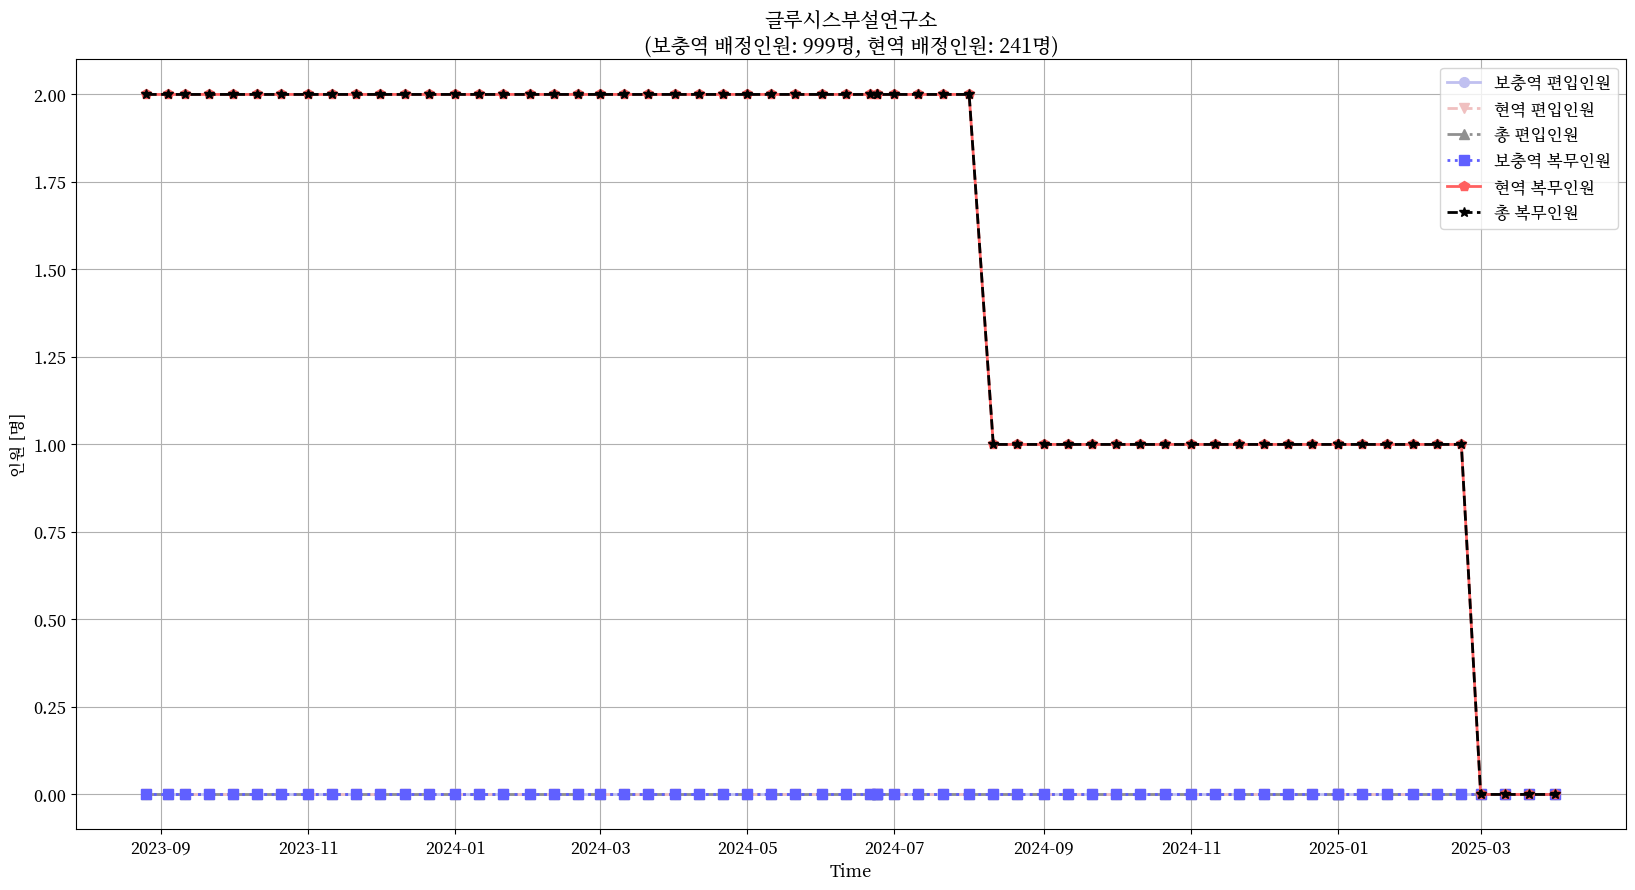 글루시스부설연구소
(보충역 배정인원: 999명, 현역 배정인원: 241명)
보충역 편입인원
현역 편입인원
총 편입인원
보충역 복무인원
현역 복무인원
총 복무인원
인원 [명]
2.00
1.75
1.50
1.25
1.00
0.75
0.50
0.25
0.00
2023-09
2023-11
2024-01
2024-03
2024-05
2024-07
2024-09
2024-11
2025-01
2025-03
Time